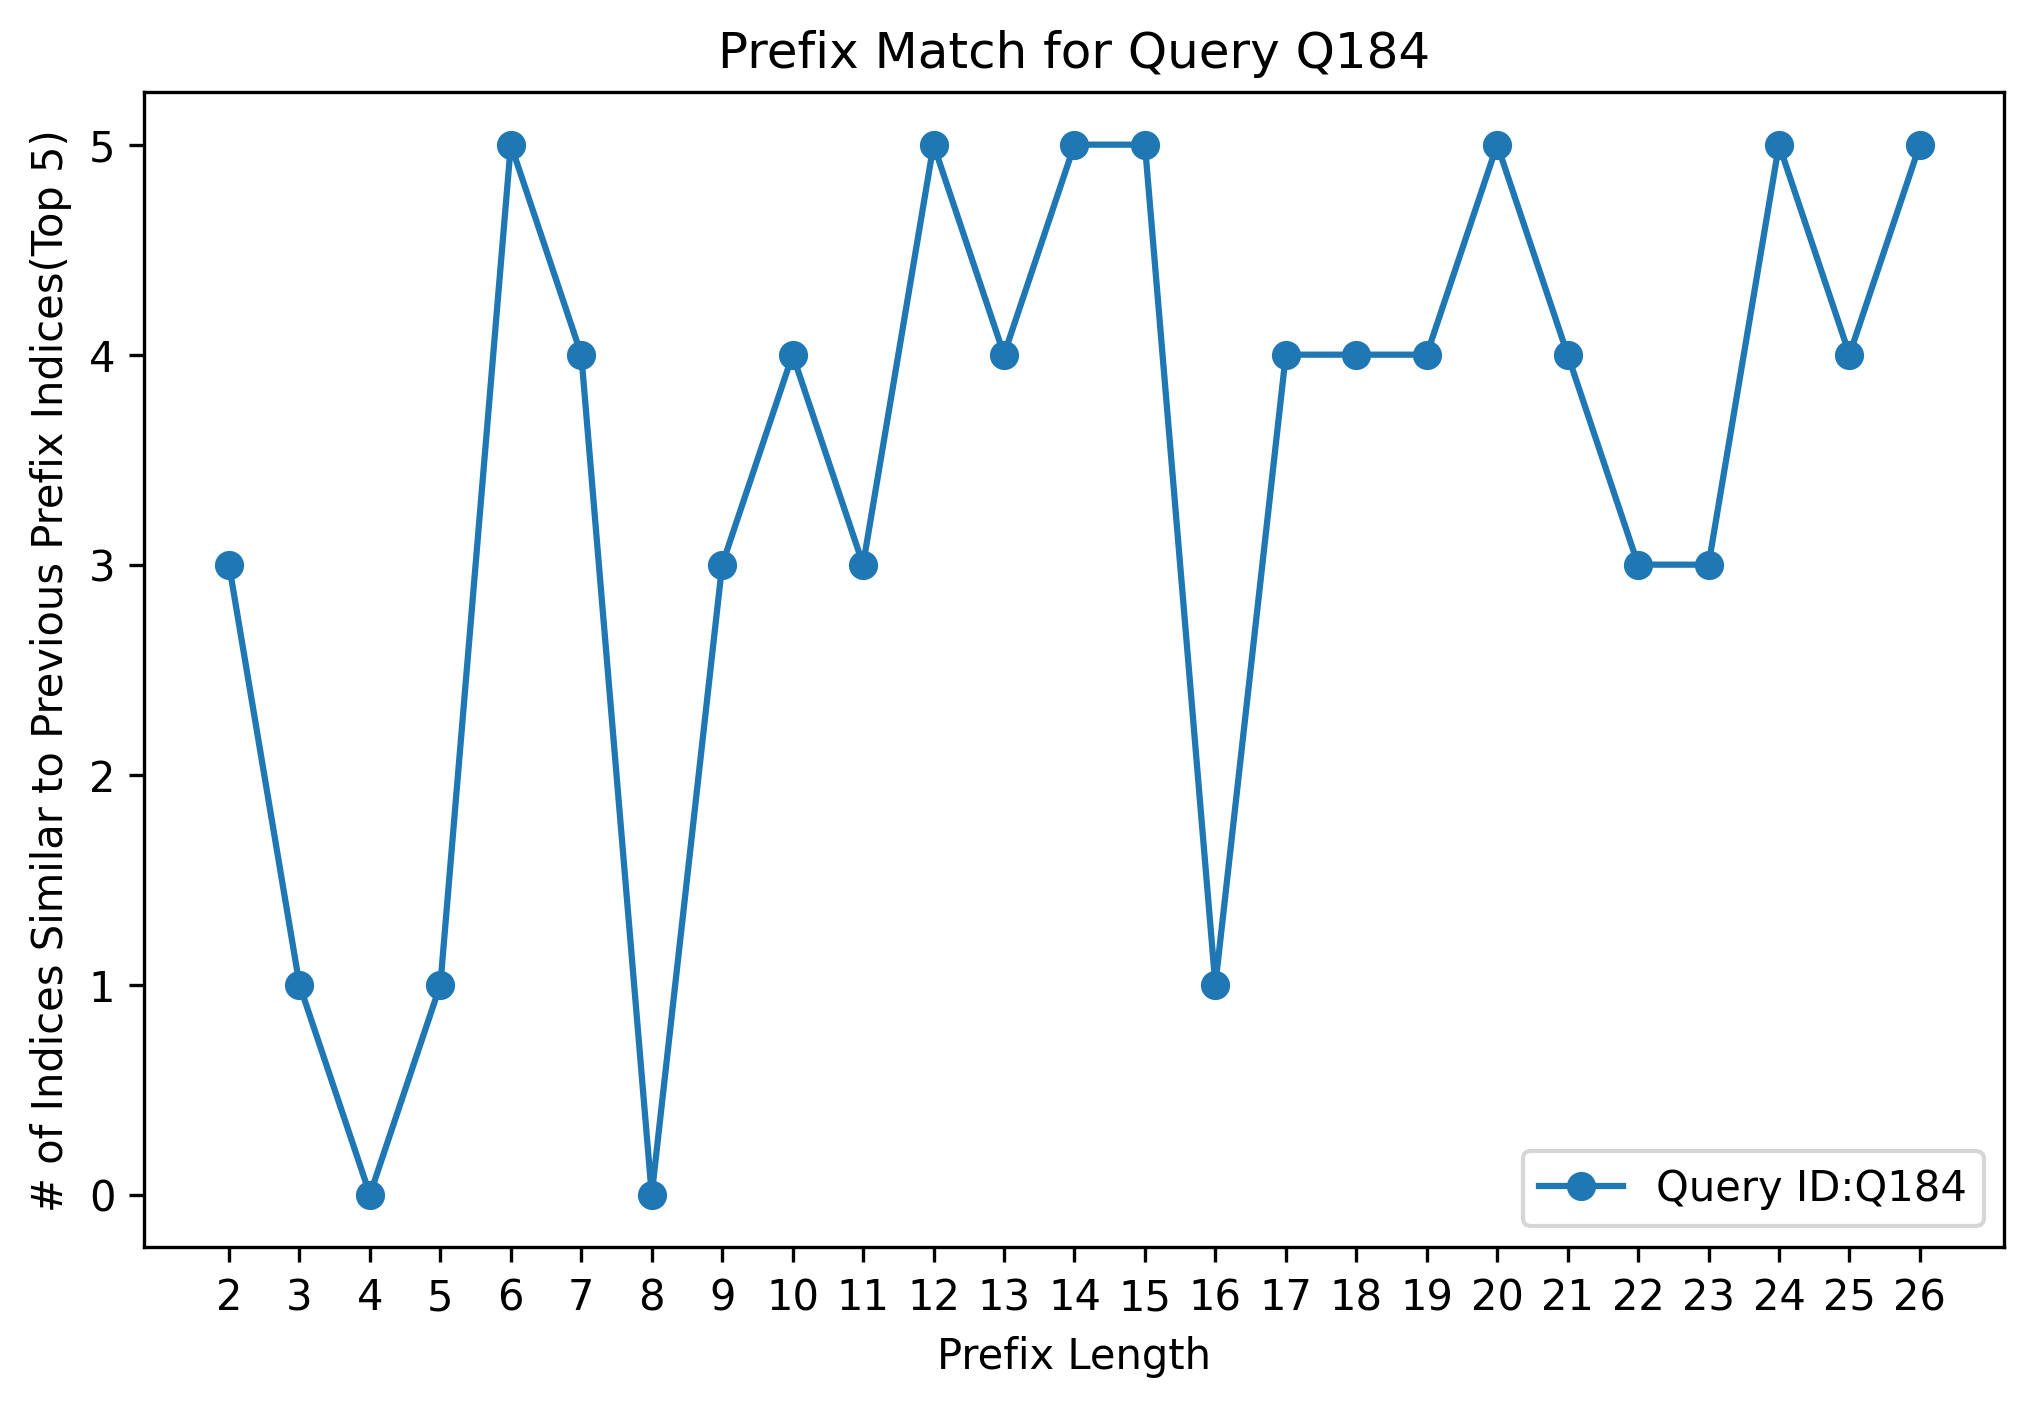 Prefix Match for Query Q184
# of Indices Similar to Previous Prefix Indices(Top 5)
5
4
3
2
1
0
Query ID:Q184
2 3 4 5 6 7 8 9 10 11 12 13 14 15 16 17 18 19 20 21 22 23 24 25 26
Prefix Length